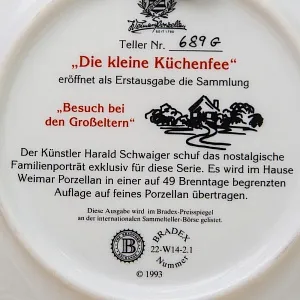 SEIT 1790
Teller Nr. 689 G
„Die kleine Küchenfee"
eröffnet als Erstausgabe die Sammlung
„Besuch bei
den Großeltern"
Der Künstler Harald Schwaiger schuf das nostalgische
Familienporträt exklusiv für diese Serie. Es wird im Hause
Weimar Porzellan in einer auf 49 Brenntage begrenzten
Auflage auf feines Porzellan übertragen.
Diese Ausgabe wird im Bradex-Preisspiegel
an der internationalen Sammelteller-Börse gelistet.
B
BRADEX
22-W14-2.1
Nummer
© 1993